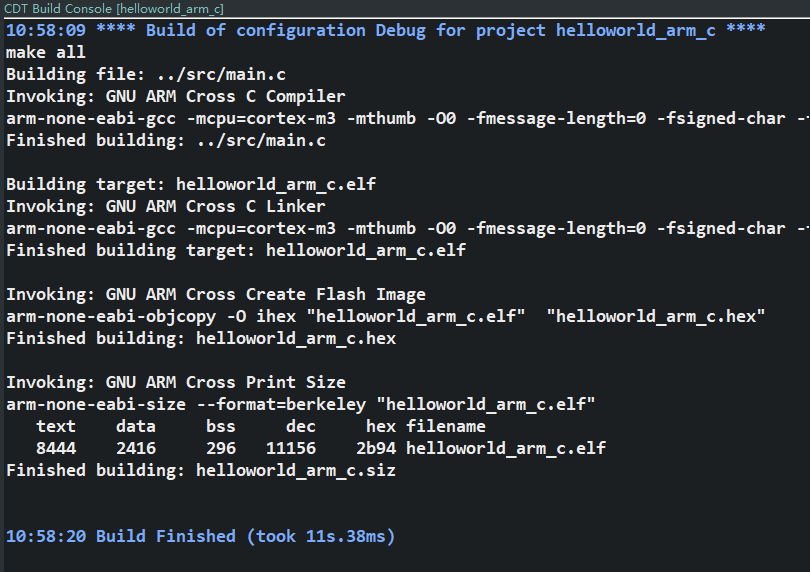 CDT Build Console [helloworld_arm_c]
10:58:09 **** Build of configuration Debug for project helloworld_arm_c ****
make all
Building file: ../src/main.c
Invoking: GNU ARM Cross C Compiler
arm-none-eabi-gcc -mcpu=cortex-m3 -mthumb -O0 -fmessage-length=0 -fsigned-char -
Finished building: ../src/main.c
Building target: helloworld_arm_c.elf
Invoking: GNU ARM Cross C Linker
arm-none-eabi-gcc -mcpu=cortex-m3 -mthumb -O0 -fmessage-length=0 -fsigned-char -
Finished building target: helloworld_arm_c.elf
Invoking: GNU ARM Cross Create Flash Image
arm-none-eabi-objcopy -O ihex "helloworld_arm_c.elf"  "helloworld_arm_c.hex"
Finished building: helloworld_arm_c.hex
Invoking: GNU ARM Cross Print Size
arm-none-eabi-size --format=berkeley "helloworld_arm_c.elf"
   text    data     bss     dec     hex filename
   8444    2416     296   11156    2b94 helloworld_arm_c.elf
Finished building: helloworld_arm_c.siz
10:58:20 Build Finished (took 11s.38ms)